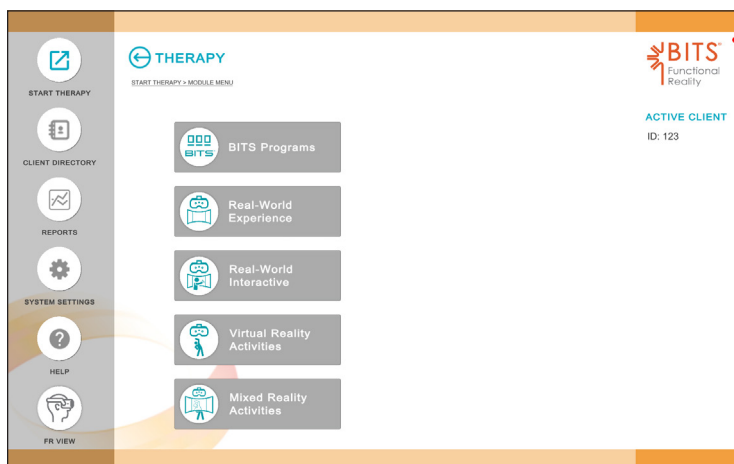 START THERAPY
CLIENT DIRECTORY
REPORTS
SYSTEM SETTINGS
HELP
FR VIEW
THERAPY
START THERAPY > MODULE MENU
BITS
BITS Programs
Real-World
Experience
Real-World
Interactive
Virtual Reality
Activities
Mixed Reality
Activities
BITS
Functional
Reality
ACTIVE CLIENT
ID: 123